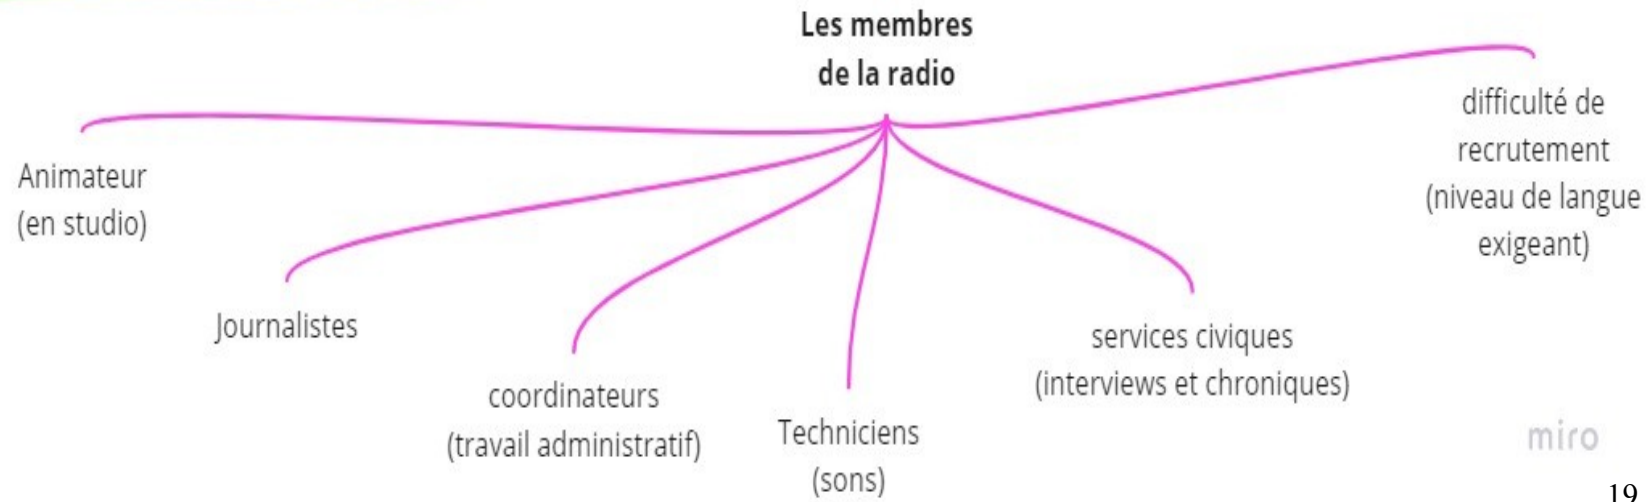 Les membres
de la radio
Animateur
(en studio)
Journalistes
coordinateurs
(travail administratif)
Techniciens
(sons)
services civiques
(interviews et chroniques)
difficulté de
recrutement
(niveau de langue
exigeant)
miro
19